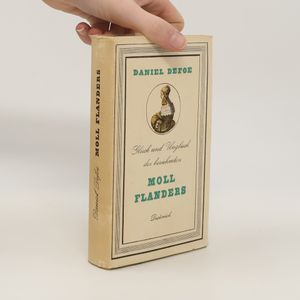 DANIEL DEFOE
Glück und Unglück
der berühmten
MOLL
FLANDERS
Dieterich
Daniel Defoe
MOLL FLANDERS